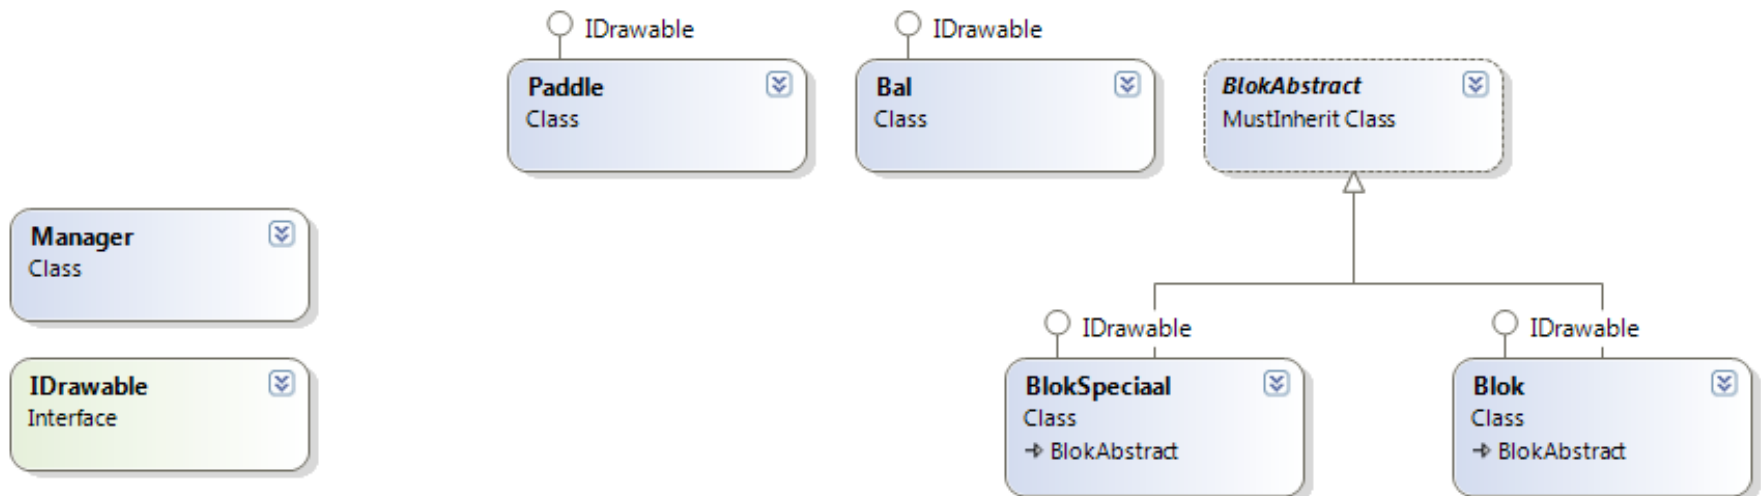 IDrawable
IDrawable
Paddle
Class
Bal
Class
BlokAbstract
MustInherit Class
Manager
Class
IDrawable
Interface
IDrawable
IDrawable
BlokSpeciaal
Class
BlokAbstract
Blok
Class
BlokAbstract